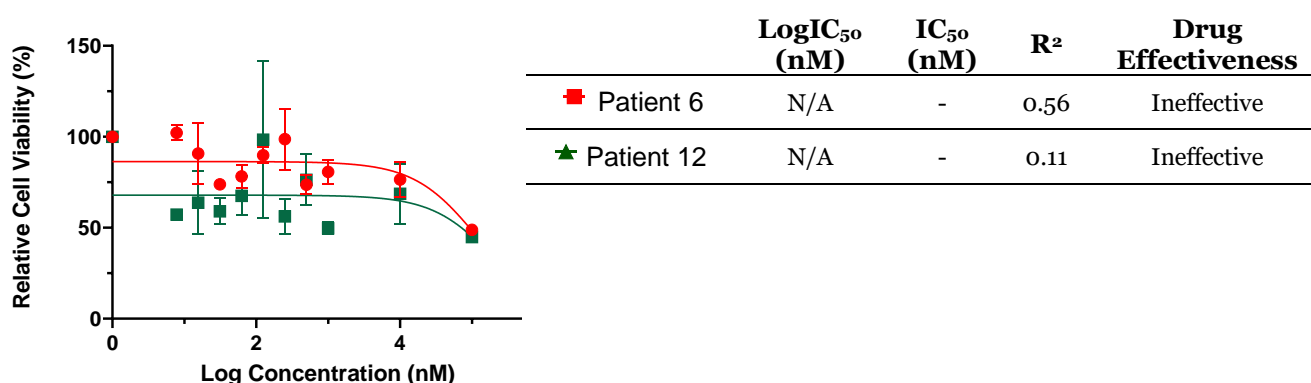 150
100
50
0
0 2 4
Relative Cell Viability (%)
Log Concentration (nM)
LogIC₅₀ (nM) IC₅₀ (nM) R² Drug Effectiveness
Patient 6 N/A - 0.56 Ineffective
Patient 12 N/A - 0.11 Ineffective